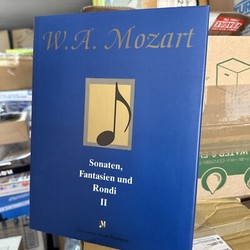 W.A. Mozart
Sonaten,
Fantasien und
Rondi
II
M